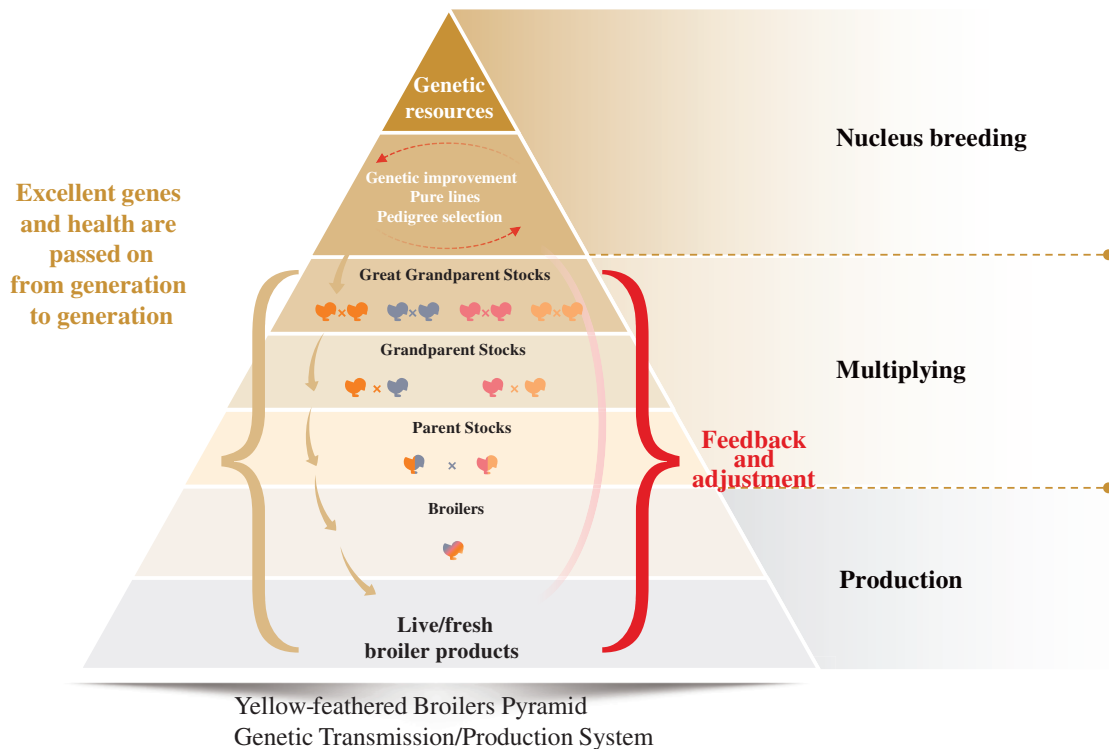 Genetic
resources
Nucleus breeding
Genetic improvement
Pure lines
Pedigree selection
Excellent genes
and health are
passed on
from generation
to generation
Great Grandparent Stocks
× × × ×
Grandparent Stocks
× ×
Multiplying
Parent Stocks
×
Feedback
and
adjustment
Broilers
Production
Live/fresh
broiler products
Yellow-feathered Broilers Pyramid
Genetic Transmission/Production System